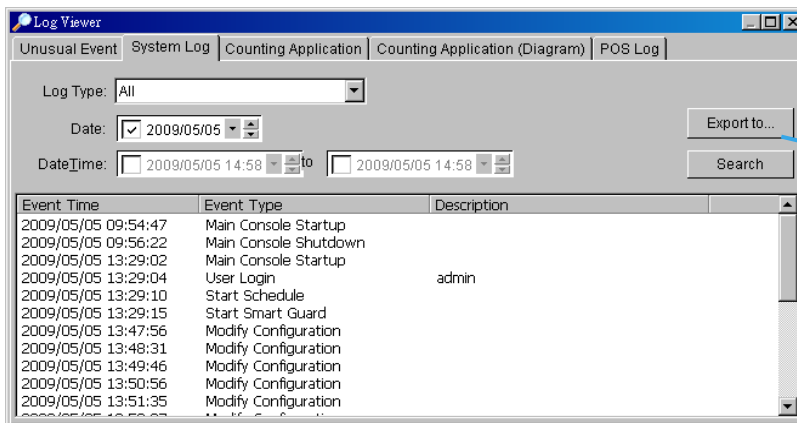 Log Viewer
Unusual Event System Log Counting Application Counting Application (Diagram) POS Log
Log Type: All
Date: 2009/05/05
Export to...
DateTime: 2009/05/05 14:58 to 2009/05/05 14:58
Search
Event Time Event Type Description
2009/05/05 09:54:47 Main Console Startup
2009/05/05 09:56:22 Main Console Shutdown
2009/05/05 13:29:02 Main Console Startup
2009/05/05 13:29:04 User Login admin
2009/05/05 13:29:10 Start Schedule
2009/05/05 13:29:15 Start Smart Guard
2009/05/05 13:47:56 Modify Configuration
2009/05/05 13:48:31 Modify Configuration
2009/05/05 13:49:46 Modify Configuration
2009/05/05 13:50:56 Modify Configuration
2009/05/05 13:51:35 Modify Configuration